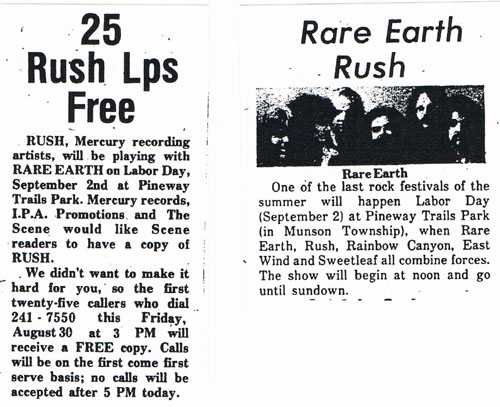 25
Rush Lps
Free
RUSH, Mercury recording
artists, will be playing with
RARE EARTH on Labor Day,
September 2nd at Pineway
Trails Park. Mercury records,
I.P.A. Promotions and The
Scene would like Scene
readers to have a copy of
RUSH.
We didn't want to make it
hard for you, so the first
twenty-five callers who dial
241-7550 this Friday,
August 30 at 3 PM will
receive a FREE copy. Calls
will be on the first come first
serve basis; no calls will be
accepted after 5 PM today.
Rare Earth
Rush
Rare Earth
One of the last rock festivals of the
summer will happen Labor Day
(September 2) at Pineway Trails Park
(in Munson Township), when Rare
Earth, Rush, Rainbow Canyon, East
Wind and Sweetleaf all combine forces.
The show will begin at noon and go
until sundown.